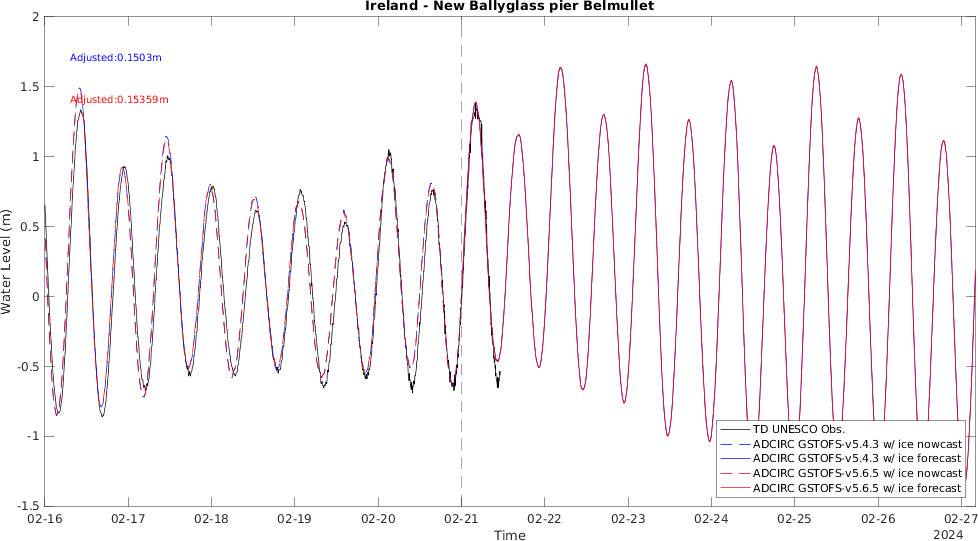 Ireland - New Ballyglass pier Belmullet
2
1.5
1
0.5
0
-0.5
-1
-1.5
Water Level (m)
Adjusted:0.1503m
Adjusted:0.15359m
TD UNESCO Obs.
ADCIRC GSTOFS-v5.4.3 w/ ice nowcast
ADCIRC GSTOFS-v5.4.3 w/ ice forecast
ADCIRC GSTOFS-v5.6.5 w/ ice nowcast
ADCIRC GSTOFS-v5.6.5 w/ ice forecast
02-16 02-17 02-18 02-19 02-20 02-21 02-22 02-23 02-24 02-25 02-26 02-27
Time
2024